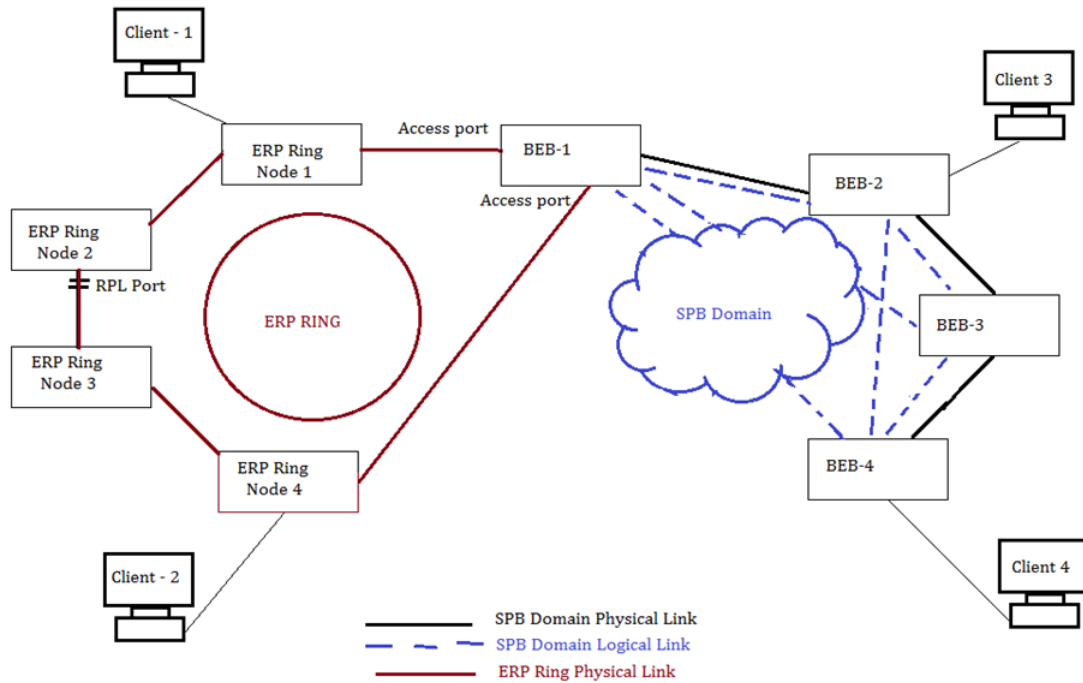 Client - 1
Client 3
Access port
ERP Ring
Node 1
BEB-1
BEB-2
Access port
ERP Ring
Node 2
RPL Port
ERP RING
SPB Domain
BEB-3
ERP Ring
Node 3
ERP Ring
Node 4
BEB-4
Client - 2
Client 4
SPB Domain Physical Link
SPB Domain Logical Link
ERP Ring Physical Link